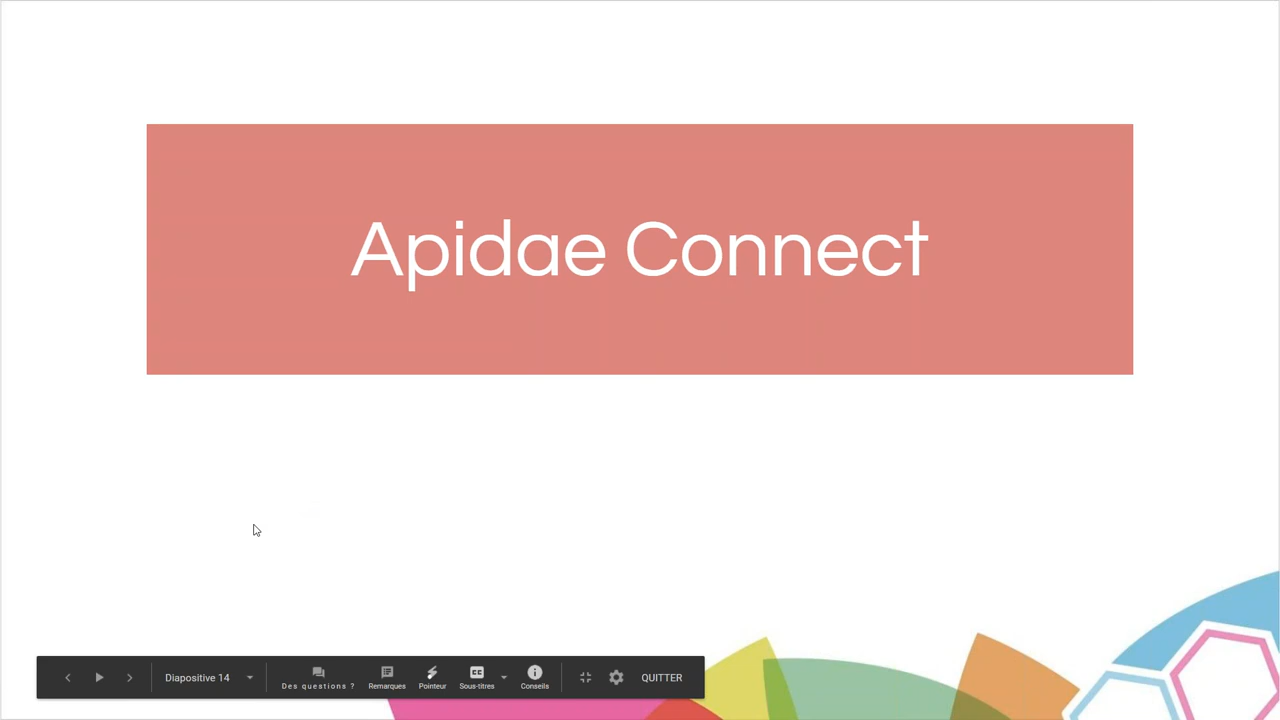 Apidae Connect
Diapositive 14
Des questions ?
Remarques
Pointeur
Sous-titres
Conseils
QUITTER